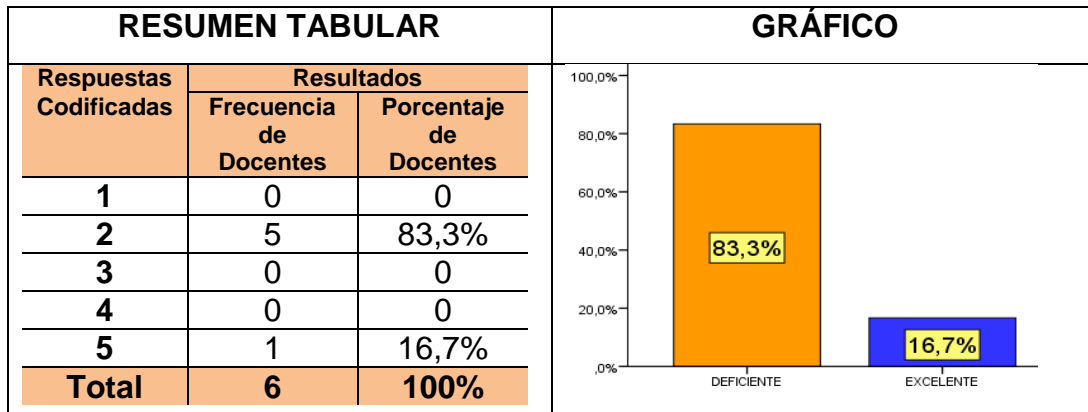 RESUMEN TABULAR
GRÁFICO
Respuestas Codificadas
Resultados
Frecuencia de Docentes
Porcentaje de Docentes
1 0 0
2 5 83,3%
3 0 0
4 0 0
5 1 16,7%
Total 6 100%
100,0%
80,0%
60,0%
40,0%
20,0%
,0%
83,3%
16,7%
DEFICIENTE
EXCELENTE